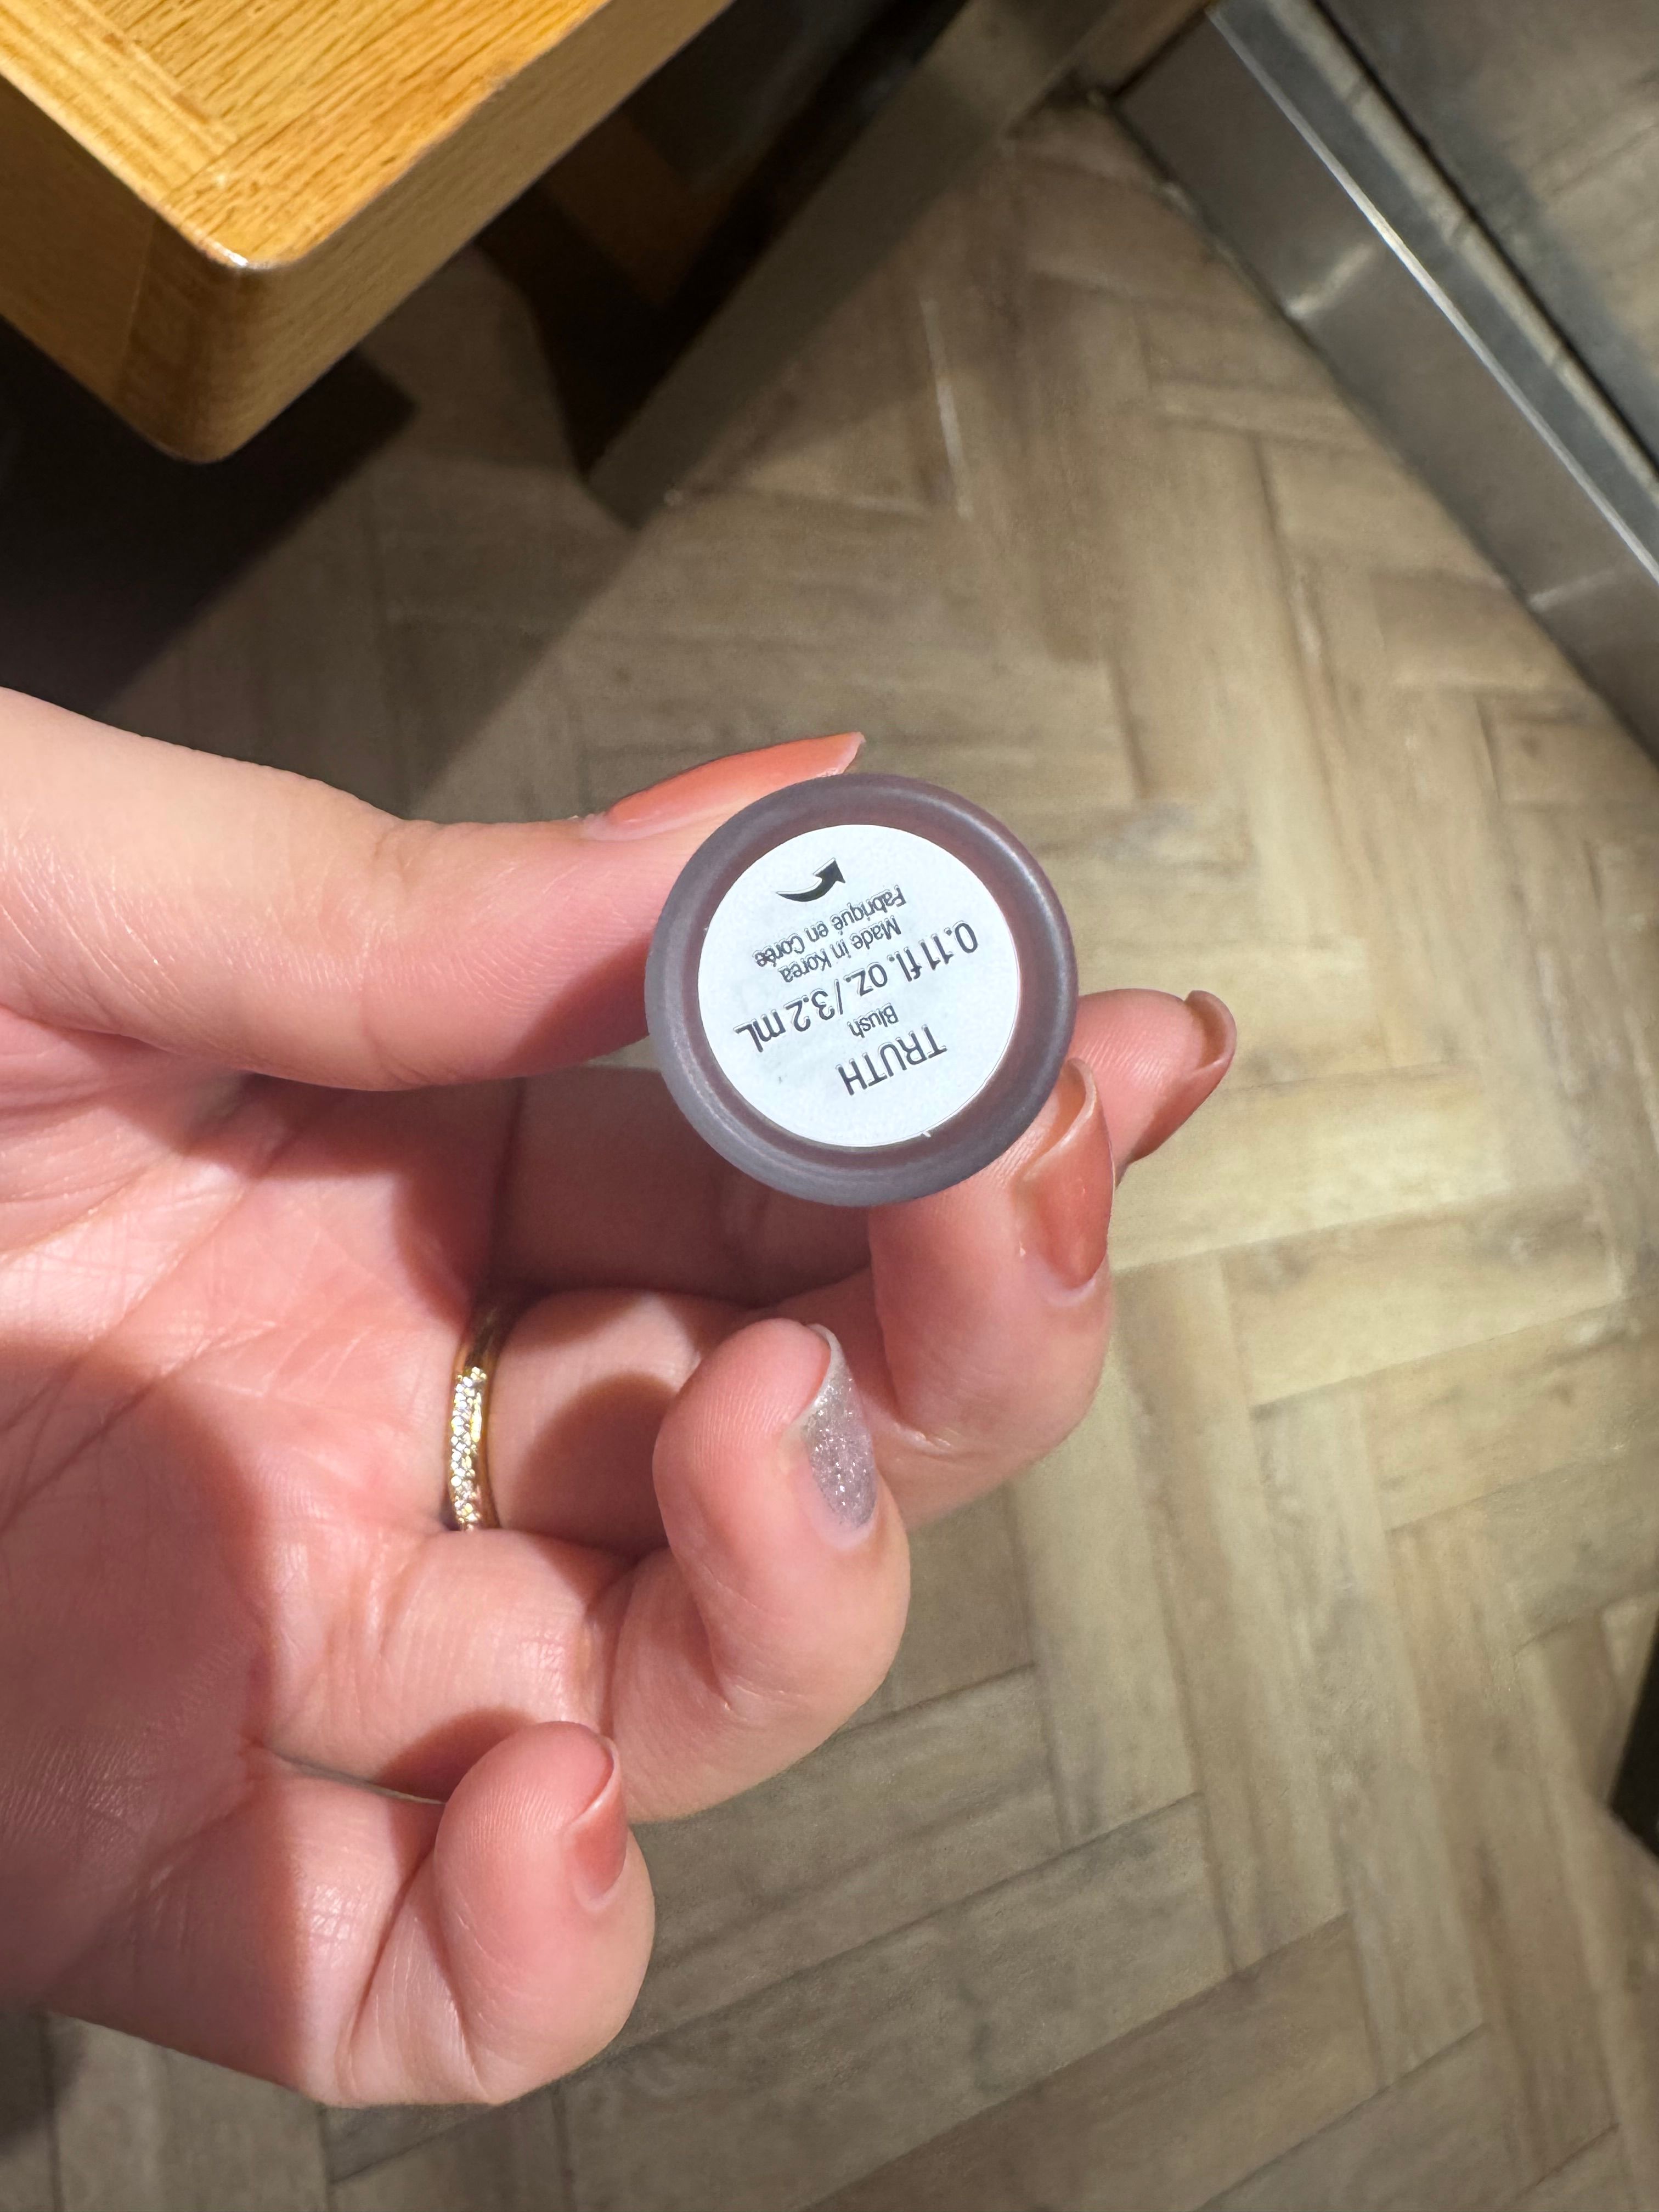 TRUTH
Blush
0.11 fl. oz. / 3.2 mL
Made in Korea
Fabriqué en Corée